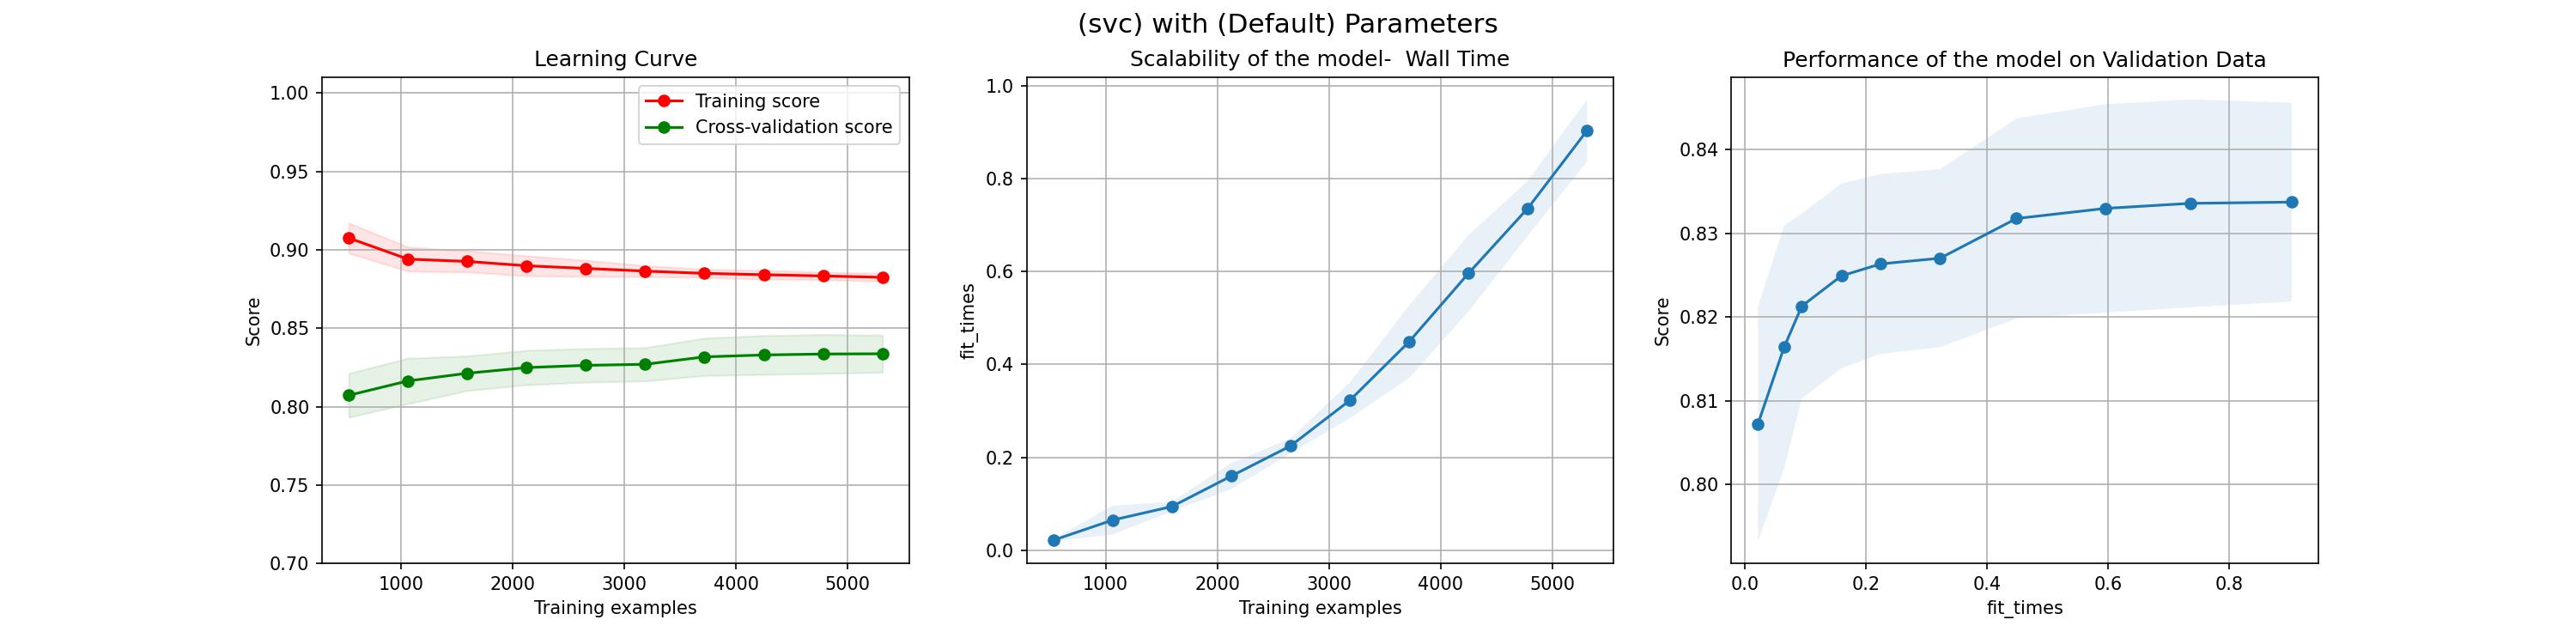 (svc) with (Default) Parameters
Learning Curve
Score
1.00
0.95
0.90
0.85
0.80
0.75
0.70
Training score
Cross-validation score
1000 2000 3000 4000 5000
Training examples
Scalability of the model-  Wall Time
fit_times
1.0
0.8
0.6
0.4
0.2
0.0
1000 2000 3000 4000 5000
Training examples
Performance of the model on Validation Data
Score
0.84
0.83
0.82
0.81
0.80
0.0 0.2 0.4 0.6 0.8
fit_times